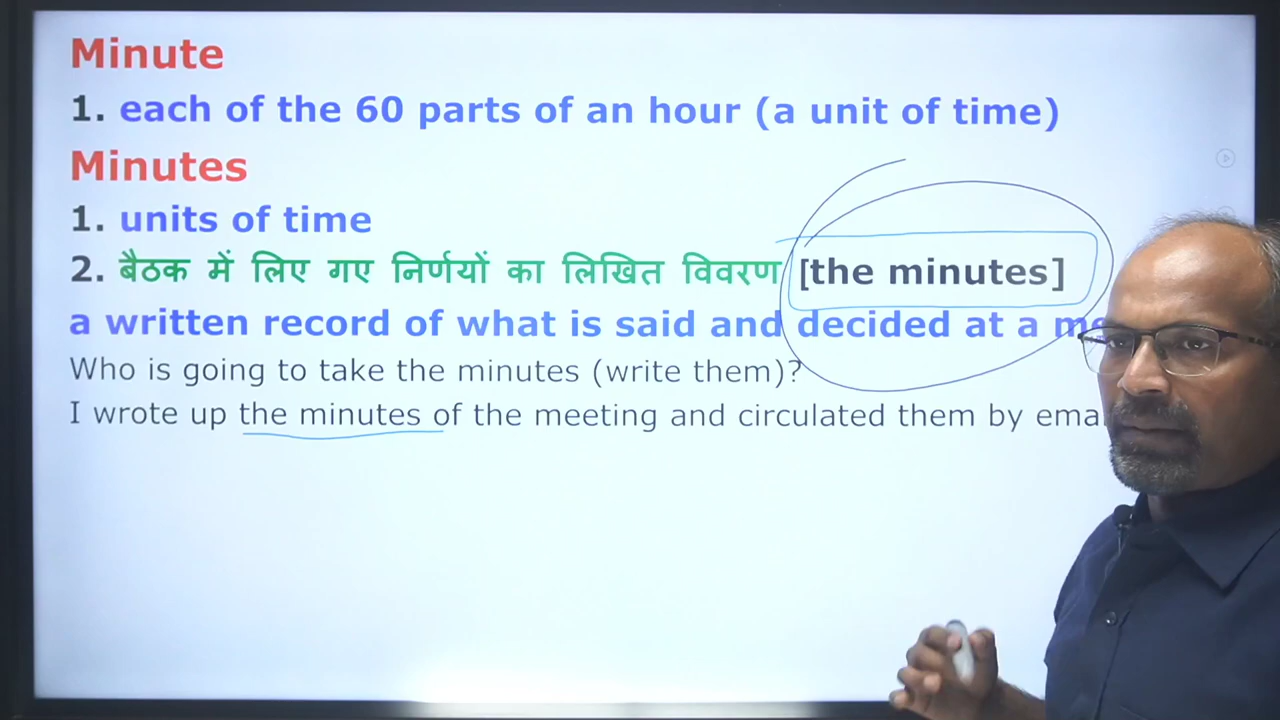 Minute
1. each of the 60 parts of an hour (a unit of time)
Minutes
1. units of time
2. बैठक में लिए गए निर्णयों का लिखित विवरण [the minutes]
a written record of what is said and decided at a
Who is going to take the minutes (write them)?
I wrote up the minutes of the meeting and circulated them by